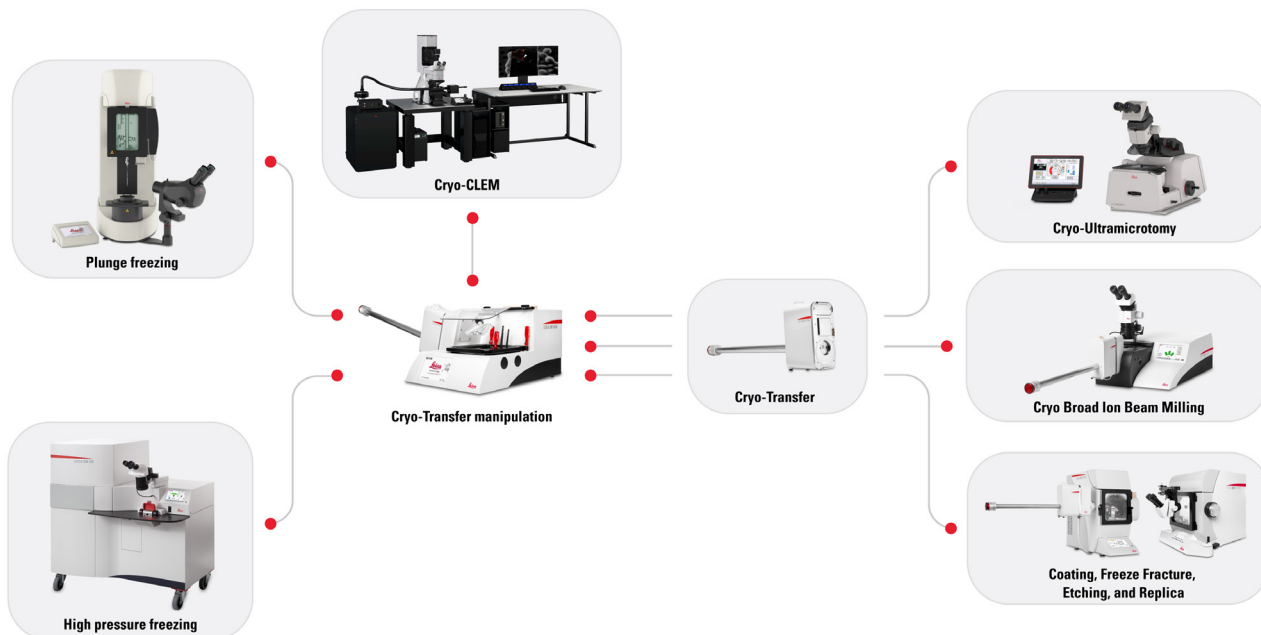 Cryo-CLEM
Plunge freezing
Cryo-Ultramicrotomy
Cryo-Transfer manipulation
Cryo-Transfer
Cryo Broad Ion Beam Milling
High pressure freezing
Coating, Freeze Fracture,
Etching, and Replica